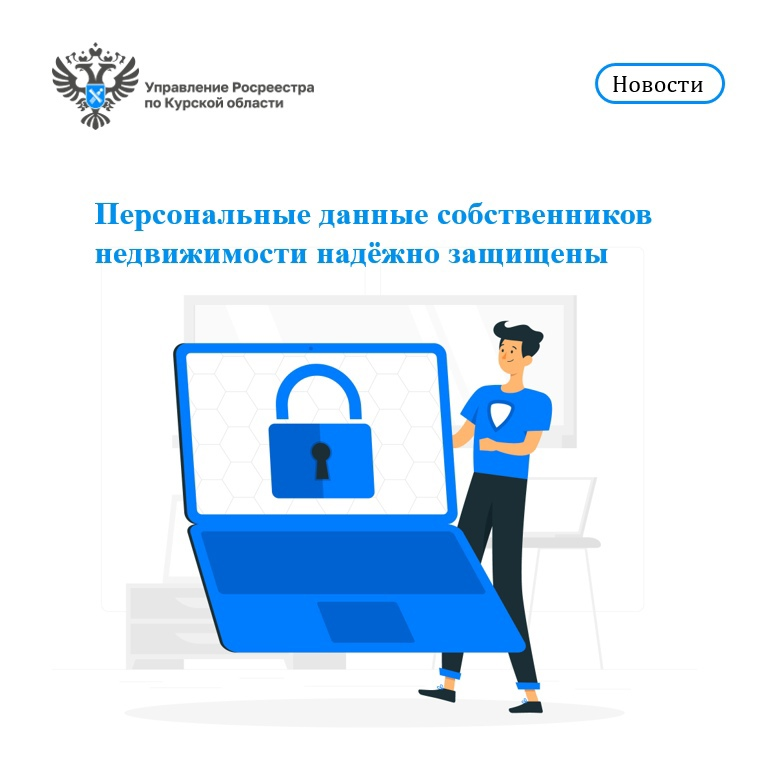 Управление Росреестра
по Курской области
Новости
Персональные данные собственников
недвижимости надёжно защищены